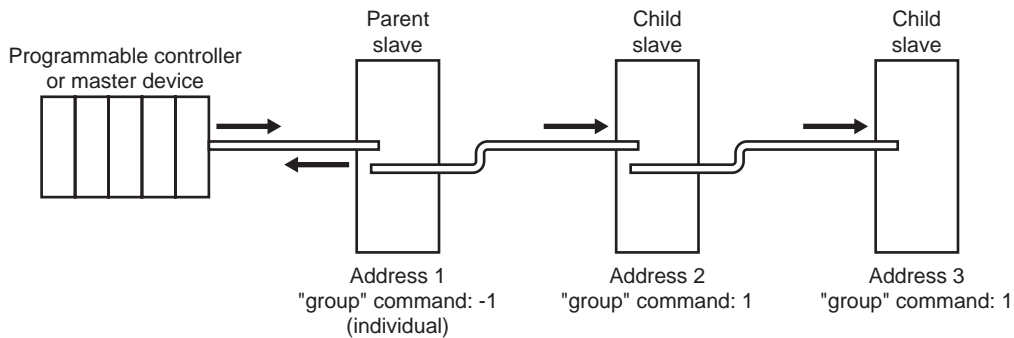 Programmable controller
or master device
Parent
slave
Child
slave
Child
slave
Address 1
"group" command: -1
(individual)
Address 2
"group" command: 1
Address 3
"group" command: 1